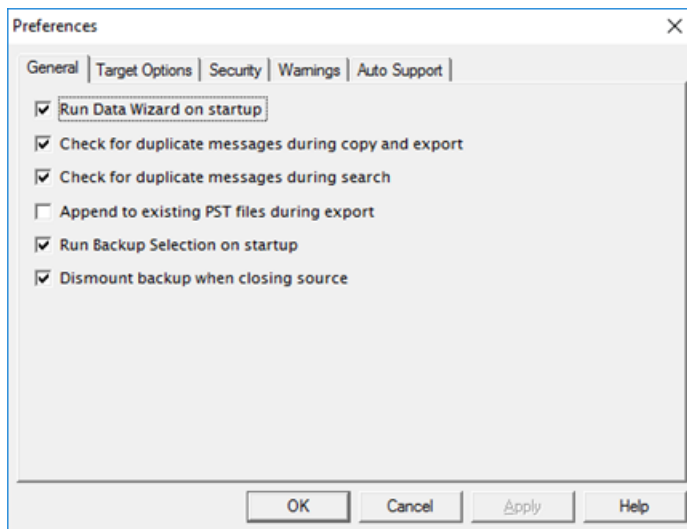 Preferences
General Target Options Security Warnings Auto Support
Run Data Wizard on startup
Check for duplicate messages during copy and export
Check for duplicate messages during search
Append to existing PST files during export
Run Backup Selection on startup
Dismount backup when closing source
OK Cancel Apply Help